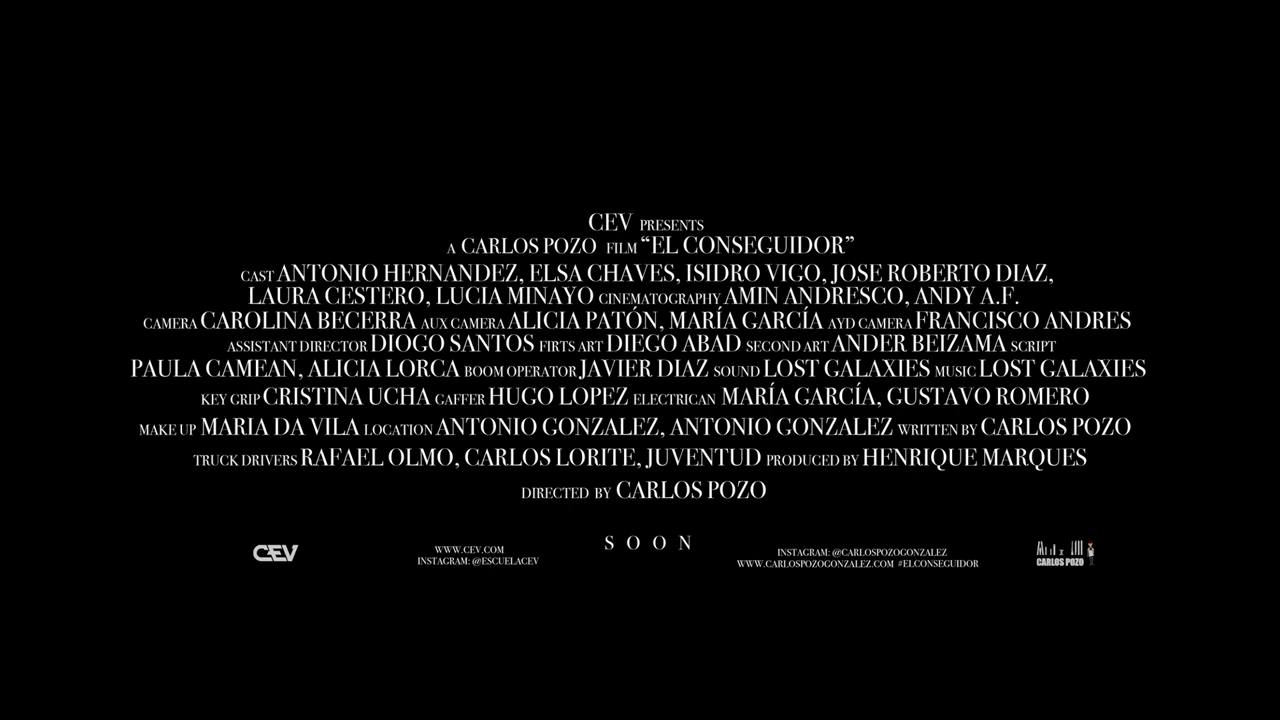 CEV PRESENTS
A CARLOS POZO FILM “EL CONSEGUIDOR”
CAST ANTONIO HERNANDEZ, ELSA CHAVES, ISIDRO VIGO, JOSE ROBERTO DIAZ,
LAURA CESTERO, LUCIA MINAYO CINEMATOGRAPHY AMIN ANDRESCO, ANDY A.F.
CAMERA CAROLINA BECERRA AUX CAMERA ALICIA PATÓN, MARÍA GARCÍA AYD CAMERA FRANCISCO ANDRES
ASSISTANT DIRECTOR DIOGO SANTOS FIRTS ART DIEGO ABAD SECOND ART ANDER BEIZAMA SCRIPT
PAULA CAMEAN, ALICIA LORCA BOOM OPERATOR JAVIER DIAZ SOUND LOST GALAXIES MUSIC LOST GALAXIES
KEY GRIP CRISTINA UCHA GAFFER HUGO LOPEZ ELECTRICAN MARÍA GARCÍA, GUSTAVO ROMERO
MAKE UP MARIA DA VILA LOCATION ANTONIO GONZALEZ, ANTONIO GONZALEZ WRITTEN BY CARLOS POZO
TRUCK DRIVERS RAFAEL OLMO, CARLOS LORITE, JUVENTUD PRODUCED BY HENRIQUE MARQUES
DIRECTED BY CARLOS POZO
SOON
CEV
WWW.CEV.COM
INSTAGRAM: @ESCUELACEV
INSTAGRAM: @CARLOSPOZOGONZALEZ
WWW.CARLOSPOZOGONZALEZ.COM #ELCONSEGUIDOR
CARLOS POZO